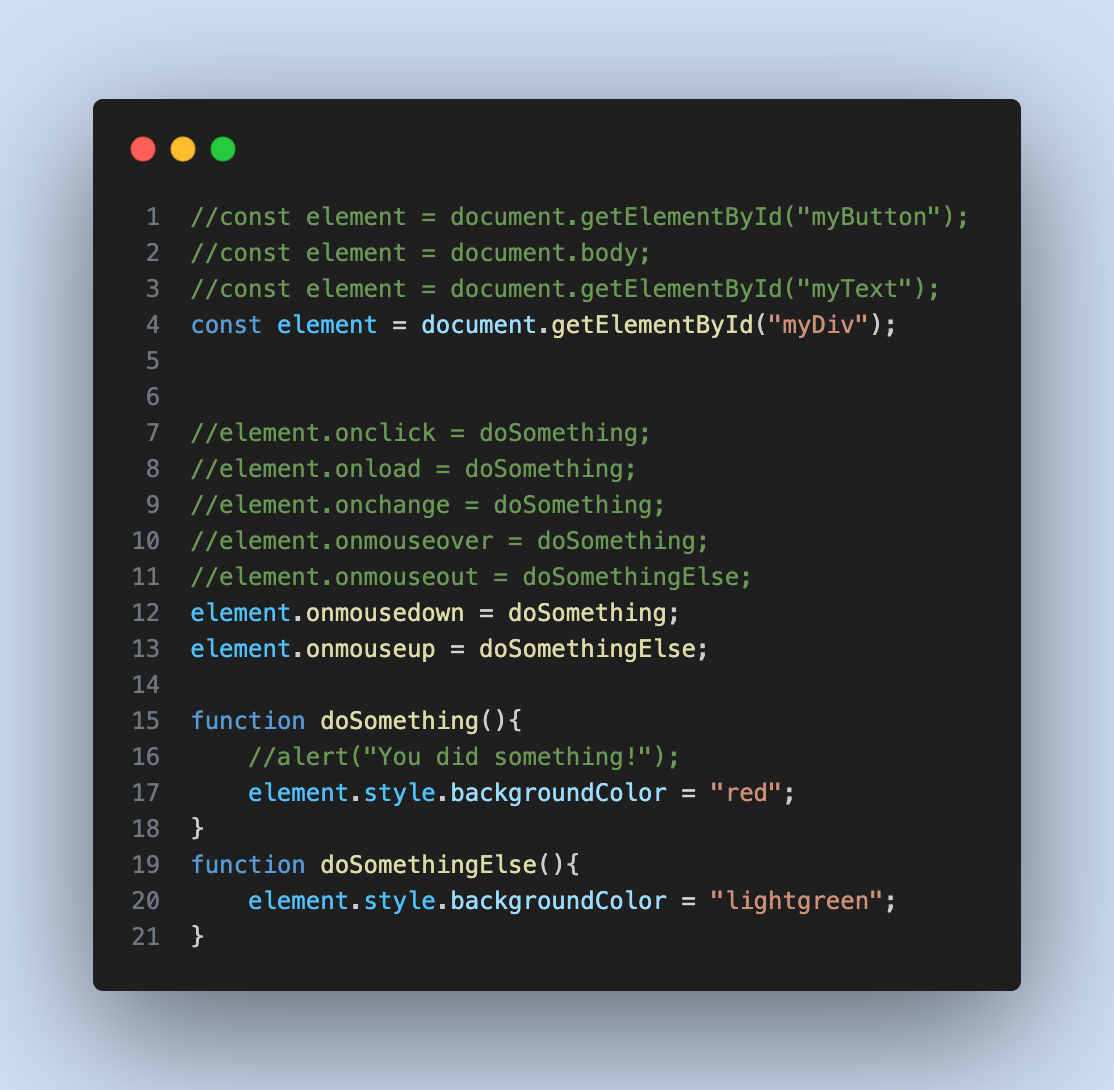 1 //const element = document.getElementById("myButton");
2 //const element = document.body;
3 //const element = document.getElementById("myText");
4 const element = document.getElementById("myDiv");
5
6
7 //element.onclick = doSomething;
8 //element.onload = doSomething;
9 //element.onchange = doSomething;
10 //element.onmouseover = doSomething;
11 //element.onmouseout = doSomethingElse;
12 element.onmousedown = doSomething;
13 element.onmouseup = doSomethingElse;
14
15 function doSomething(){
16     //alert("You did something!");
17     element.style.backgroundColor = "red";
18 }
19 function doSomethingElse(){
20     element.style.backgroundColor = "lightgreen";
21 }